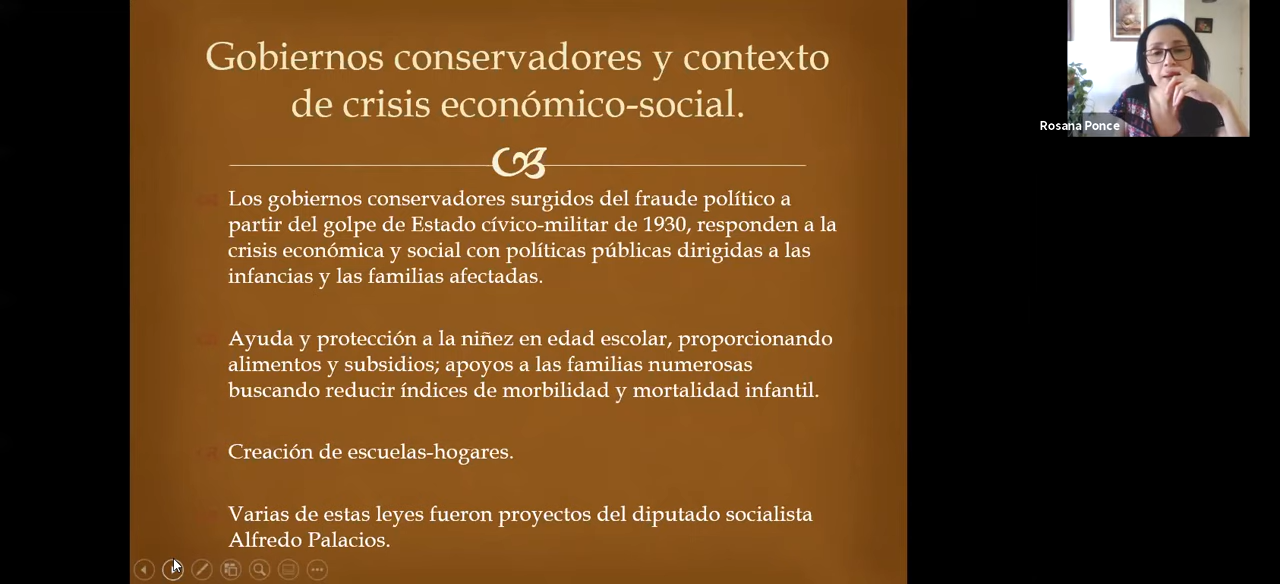 Gobiernos conservadores y contexto
de crisis económico-social.
Los gobiernos conservadores surgidos del fraude político a
partir del golpe de Estado cívico-militar de 1930, responden a la
crisis económica y social con políticas públicas dirigidas a las
infancias y las familias afectadas.
Ayuda y protección a la niñez en edad escolar, proporcionando
alimentos y subsidios; apoyos a las familias numerosas
buscando reducir índices de morbilidad y mortalidad infantil.
Creación de escuelas-hogares.
Varias de estas leyes fueron proyectos del diputado socialista
Alfredo Palacios.
Rosana Ponce